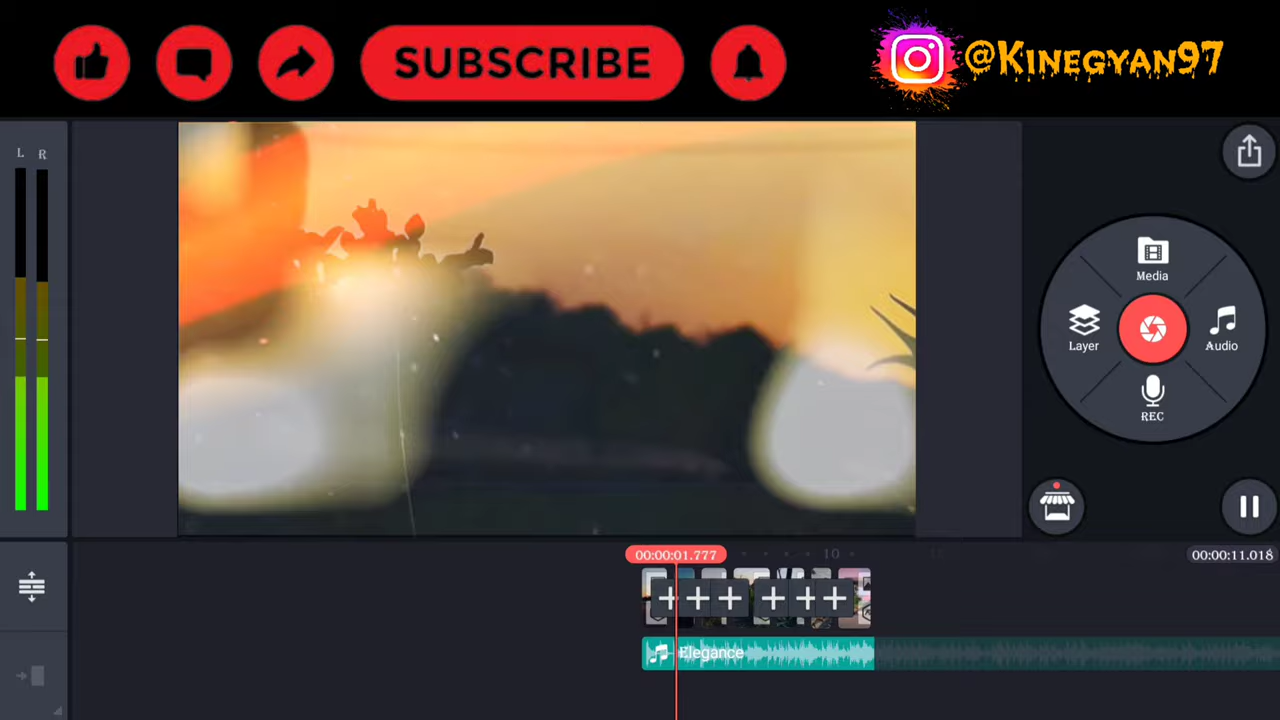 SUBSCRIBE
@Kinegyan97
L R
Media
Layer
Audio
REC
00:00:01.777
10
00:00:11.018
Elegance